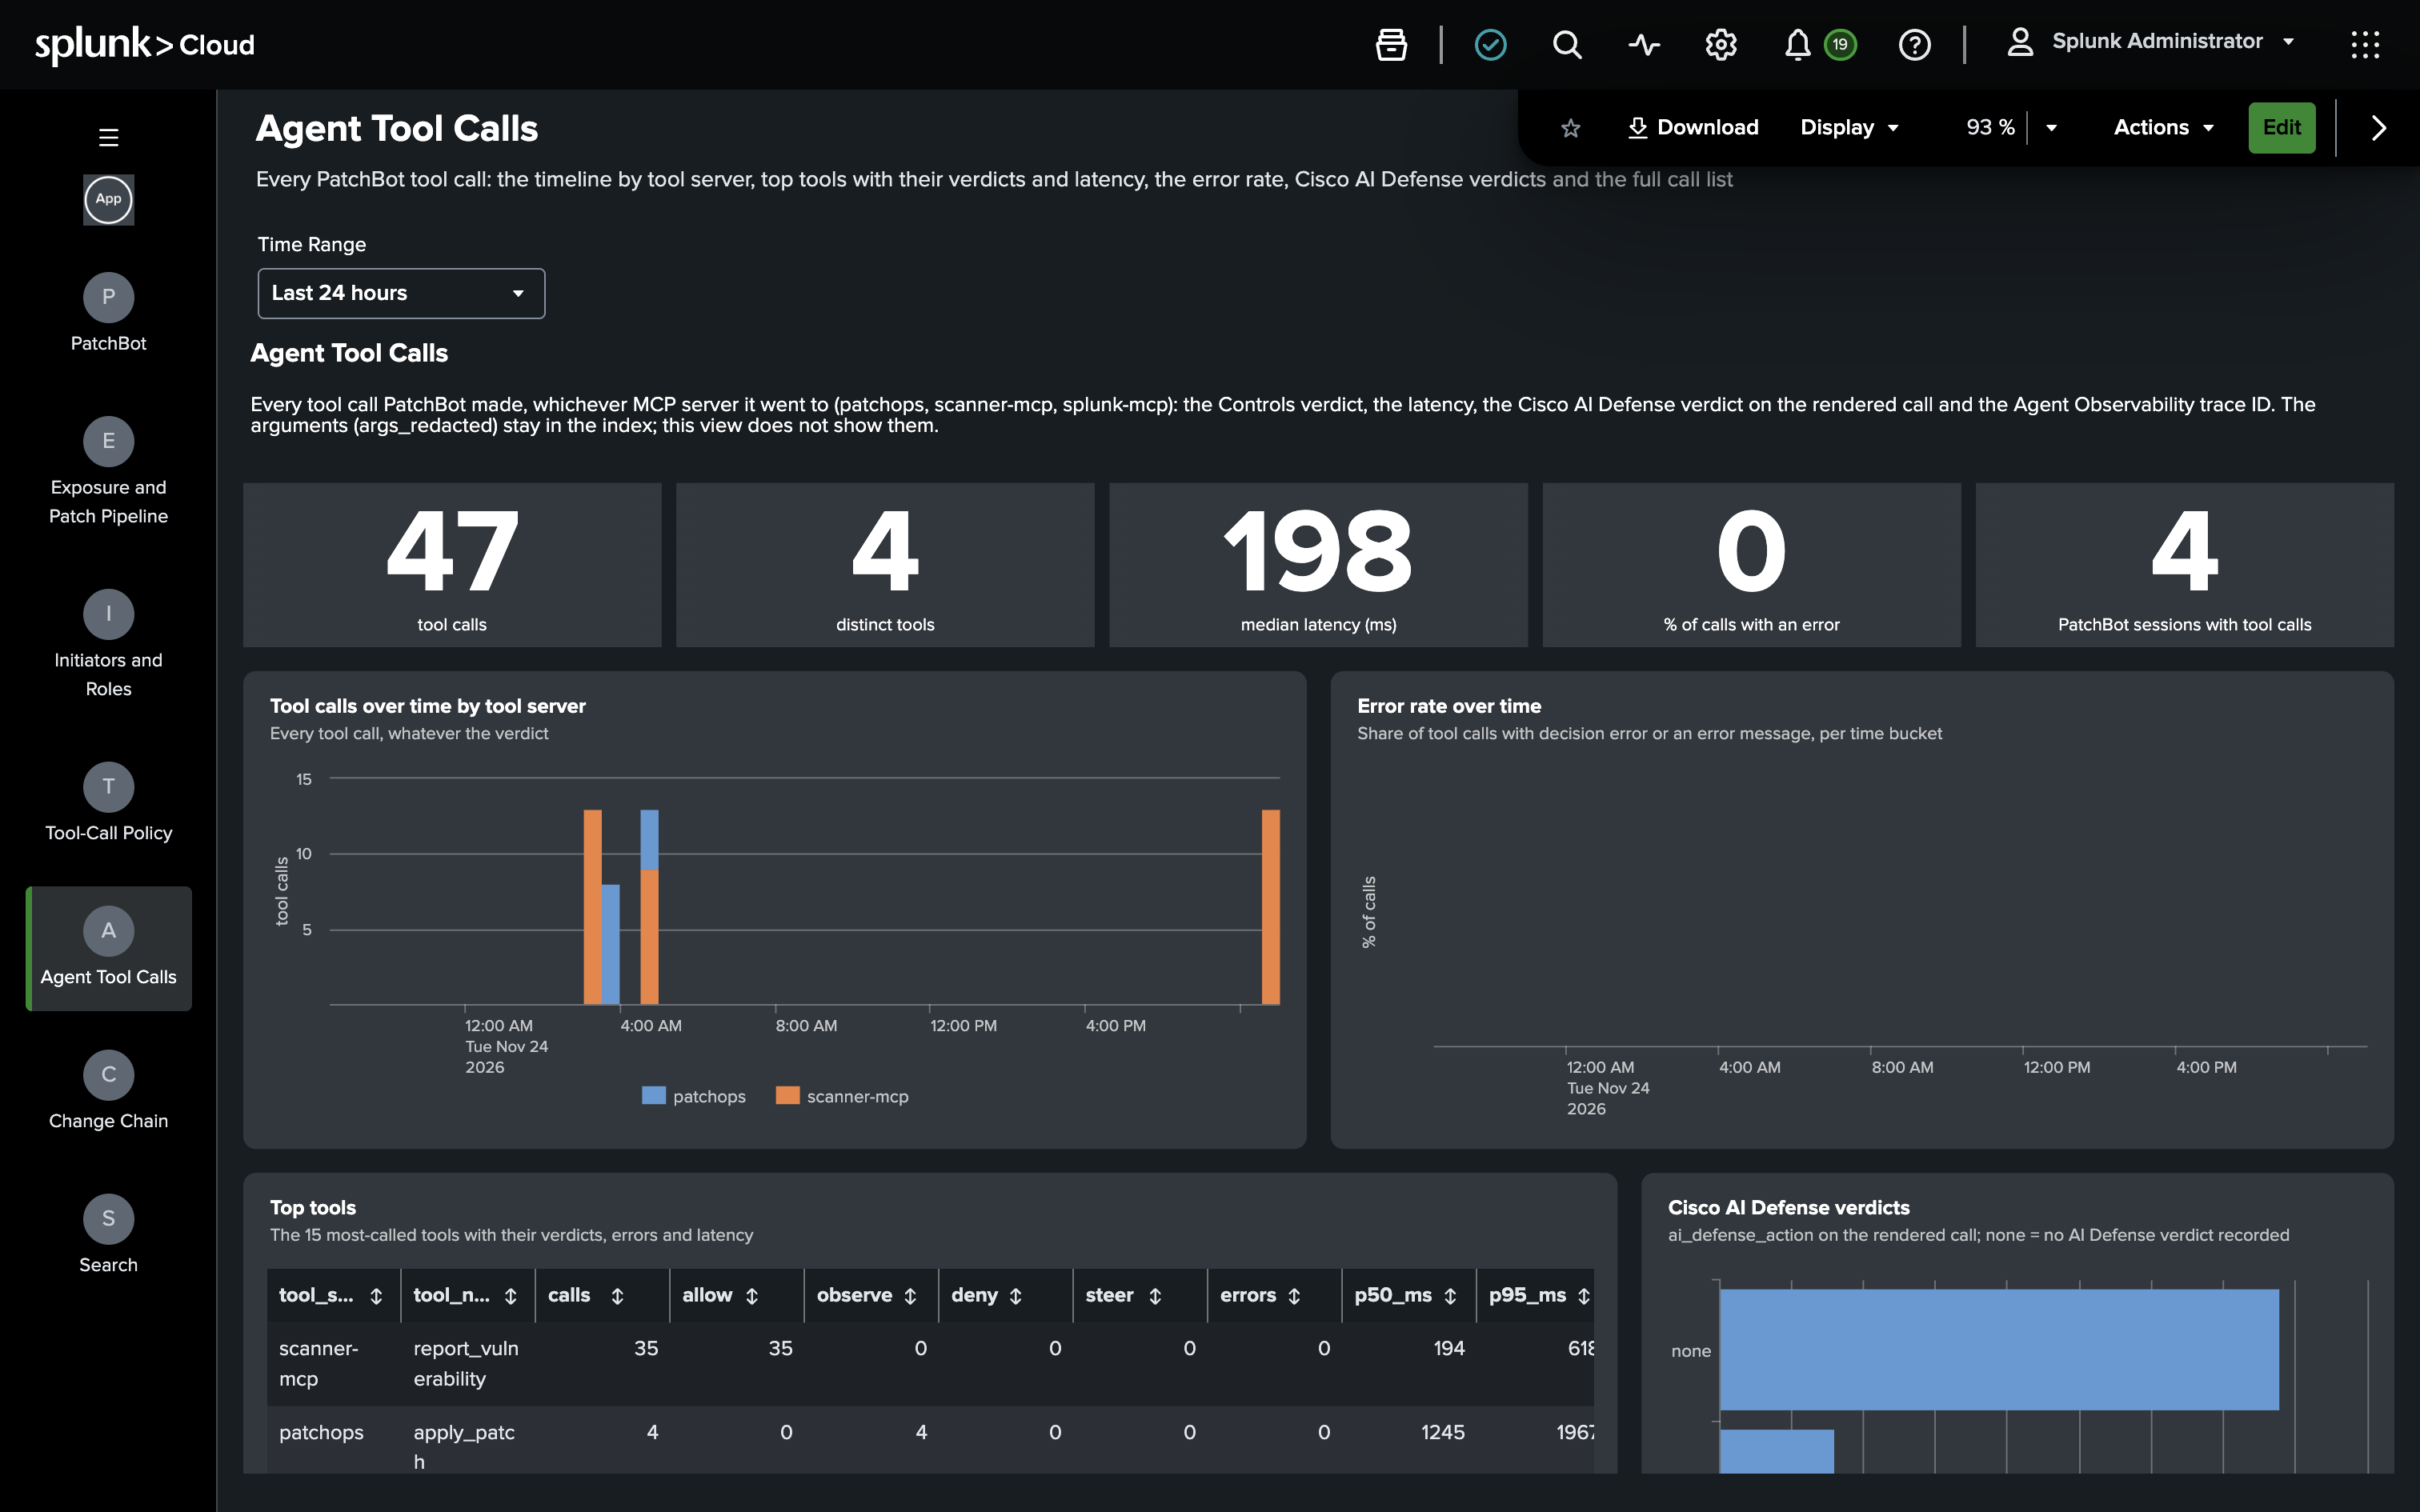 splunk>Cloud
19
Splunk Administrator
App
P
PatchBot
E
Exposure and
Patch Pipeline
I
Initiators and
Roles
T
Tool-Call Policy
A
Agent Tool Calls
C
Change Chain
S
Search
Agent Tool Calls
Download
Display
93 %
Actions
Edit
Every PatchBot tool call: the timeline by tool server, top tools with their verdicts and latency, the error rate, Cisco AI Defense verdicts and the full call list
Time Range
Last 24 hours
Agent Tool Calls
Every tool call PatchBot made, whichever MCP server it went to (patchops, scanner-mcp, splunk-mcp): the Controls verdict, the latency, the Cisco AI Defense verdict on the rendered call and the Agent Observability trace ID. The
arguments (args_redacted) stay in the index; this view does not show them.
47
tool calls
4
distinct tools
198
median latency (ms)
0
% of calls with an error
4
PatchBot sessions with tool calls
Tool calls over time by tool server
Every tool call, whatever the verdict
tool calls
15
10
5
12:00 AM
Tue Nov 24
2026
4:00 AM
8:00 AM
12:00 PM
4:00 PM
patchops
scanner-mcp
Error rate over time
Share of tool calls with decision error or an error message, per time bucket
% of calls
12:00 AM
Tue Nov 24
2026
4:00 AM
8:00 AM
12:00 PM
4:00 PM
Top tools
The 15 most-called tools with their verdicts, errors and latency
tool_s... tool_n... calls allow observe deny steer errors p50_ms p95_ms
scanner-
mcp
report_vuln
erability
35 35 0 0 0 0 194 618
patchops
apply_patc
h
4 0 4 0 0 0 1245 1967
Cisco AI Defense verdicts
ai_defense_action on the rendered call; none = no AI Defense verdict recorded
none